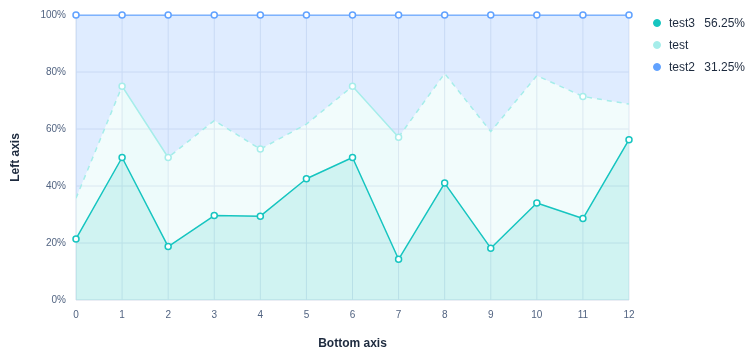 100%
80%
60%
40%
20%
0%
Left axis
0 1 2 3 4 5 6 7 8 9 10 11 12
Bottom axis
test3 56.25%
test
test2 31.25%